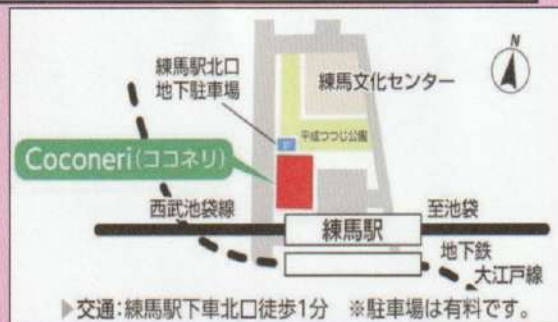 N
練馬駅北口
地下駐車場
練馬文化センター
平成つつじ公園
P
Coconeri(ココネリ)
西武池袋線
至池袋
練馬駅
地下鉄
大江戸線
▶交通:練馬駅下車北口徒歩1分 ※駐車場は有料です。